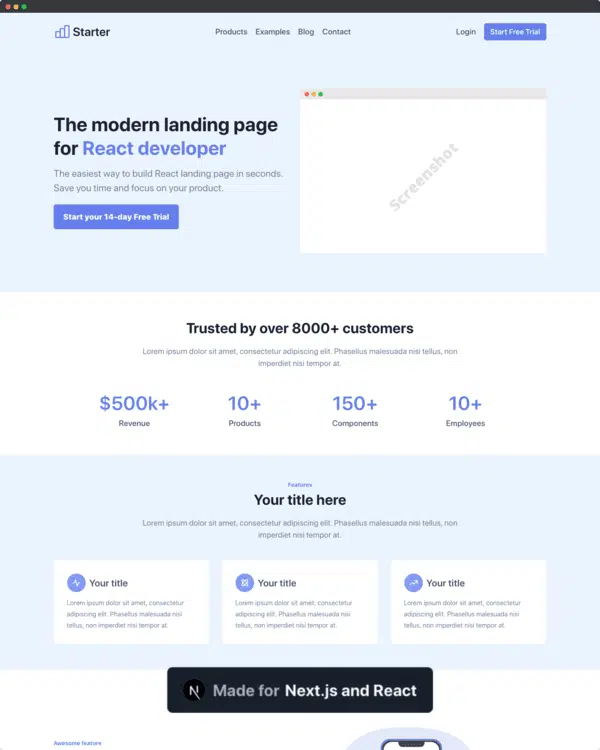 Starter
Products Examples Blog Contact
Login
Start Free Trial
The modern landing page
for React developer
The easiest way to build React landing page in seconds.
Save you time and focus on your product.
Start your 14-day Free Trial
Screenshot
Trusted by over 8000+ customers
Lorem ipsum dolor sit amet, consectetur adipiscing elit. Phasellus malesuada nisi tellus, non
imperdiet nisi tempor at.
$500k+ 10+ 150+ 10+
Revenue Products Components Employees
Features
Your title here
Lorem ipsum dolor sit amet, consectetur adipiscing elit. Phasellus malesuada nisi tellus, non
imperdiet nisi tempor at.
Your title
Lorem ipsum dolor sit amet, consectetur
adipiscing elit. Phasellus malesuada nisi
tellus, non imperdiet nisi tempor at.
Your title
Lorem ipsum dolor sit amet, consectetur
adipiscing elit. Phasellus malesuada nisi
tellus, non imperdiet nisi tempor at.
Your title
Lorem ipsum dolor sit amet, consectetur
adipiscing elit. Phasellus malesuada nisi
tellus, non imperdiet nisi tempor at.
N Made for Next.js and React
Awesome feature